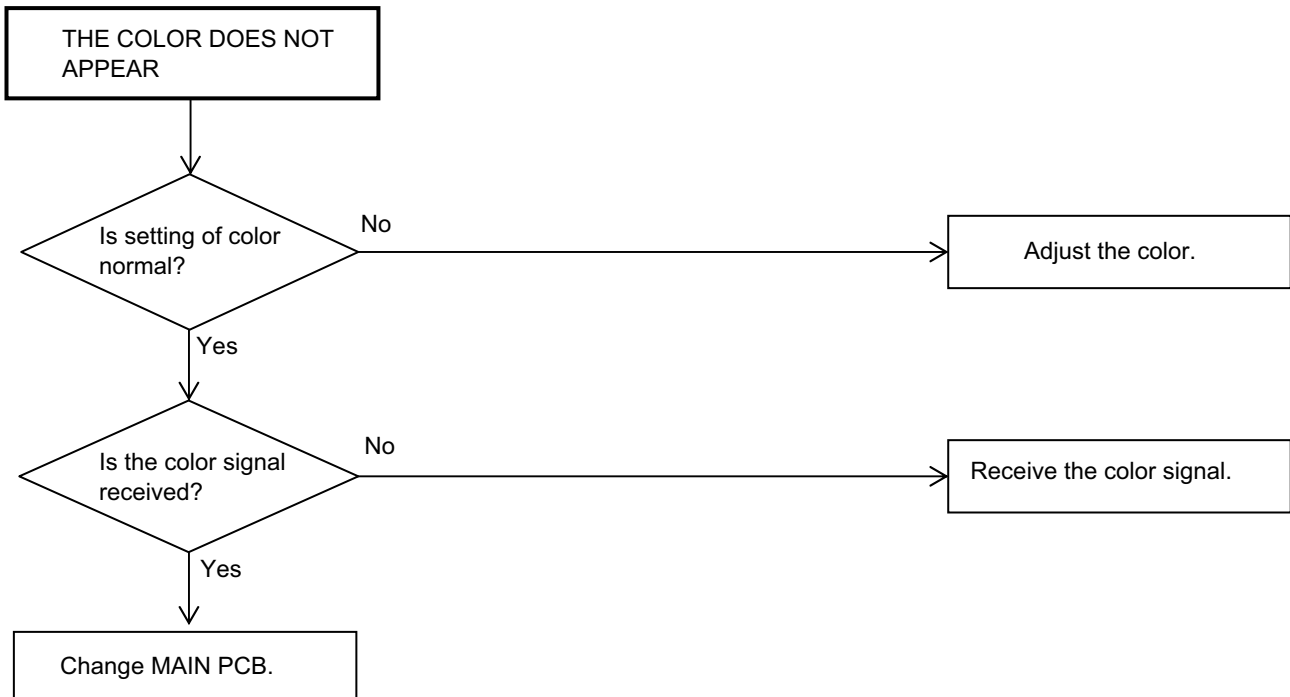 THE COLOR DOES NOT
APPEAR
Is setting of color
normal?
No
Adjust the color.
Yes
Is the color signal
received?
No
Receive the color signal.
Yes
Change MAIN PCB.